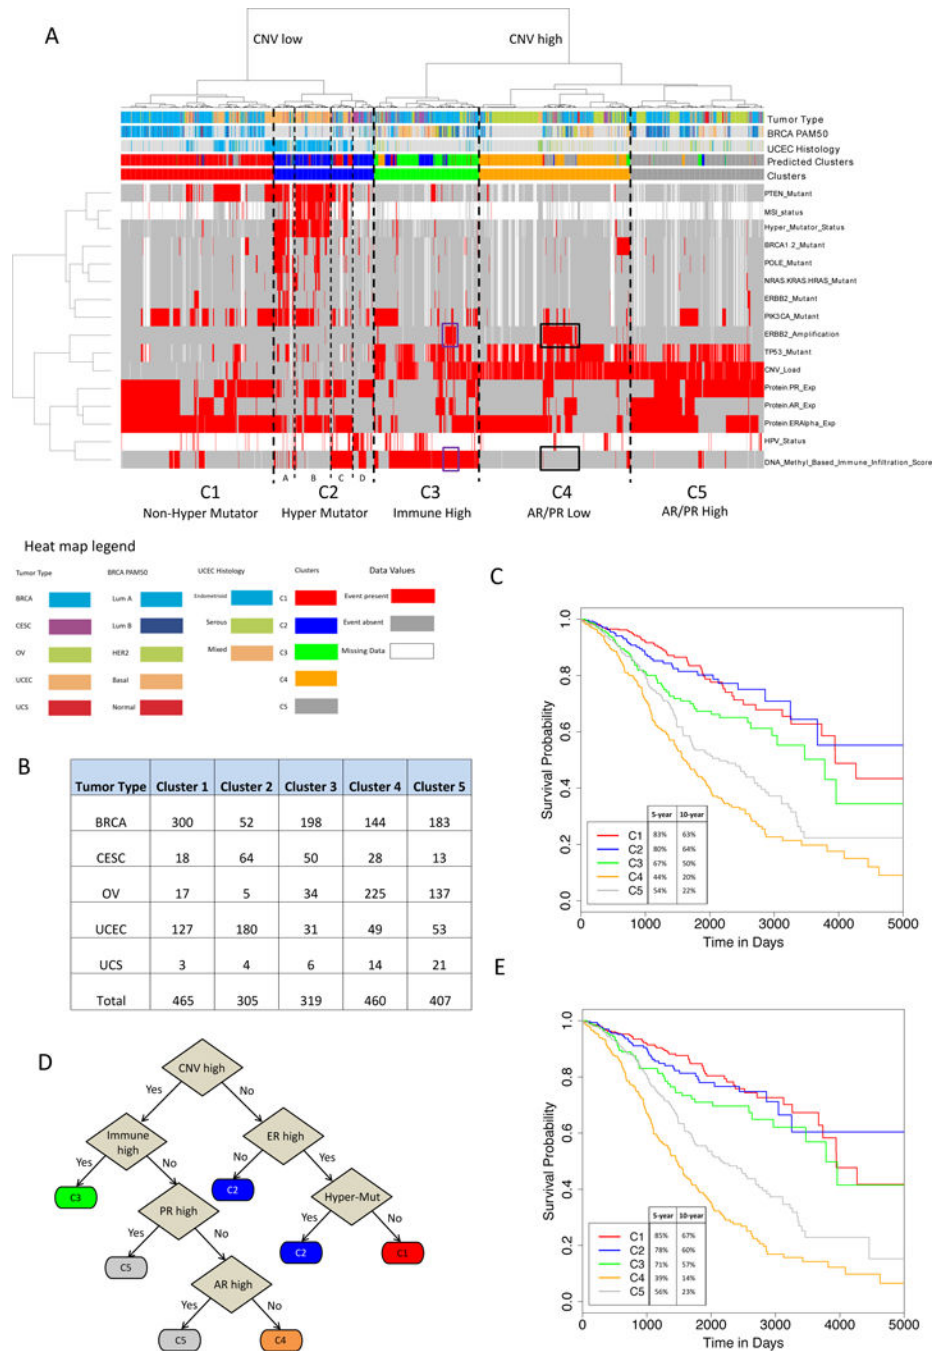 A
CNV low
CNV high
Tumor Type
BRCA PAM50
UCEC Histology
Predicted Clusters
Clusters
PTEN_Mutant
MSI_status
Hyper_Mutator_Status
BRCA1.2_Mutant
POLE_Mutant
NRAS.KRAS.HRAS_Mutant
ERBB2_Mutant
PIK3CA_Mutant
ERBB2_Amplification
TP53_Mutant
CNV_Load
Protein.PR_Exp
Protein.AR_Exp
Protein.ERAlpha_Exp
HPV_Status
DNA_Methyl_Based_Immune_Infiltration_Score
A B C D
C1 C2 C3 C4 C5
Non-Hyper Mutator Hyper Mutator Immune High AR/PR Low AR/PR High
Heat map legend
Tumor Type BRCA PAM50 UCEC Histology Clusters Data Values
BRCA Lum A Endometrioid C1 Event present
CESC Lum B Serous C2 Event absent
OV HER2 Mixed C3 Missing Data
UCEC Basal C4
UCS Normal C5
B
Tumor Type Cluster 1 Cluster 2 Cluster 3 Cluster 4 Cluster 5
BRCA 300 52 198 144 183
CESC 18 64 50 28 13
OV 17 5 34 225 137
UCEC 127 180 31 49 53
UCS 3 4 6 14 21
Total 465 305 319 460 407
C
Survival Probability
1.0
0.8
0.6
0.4
0.2
0.0
5-year 10-year
C1 83% 63%
C2 80% 64%
C3 67% 50%
C4 44% 20%
C5 54% 22%
0 1000 2000 3000 4000 5000
Time in Days
D
CNV high
Yes No
Immune high
ER high
Yes No No Yes
C3
PR high
C2
Hyper-Mut
Yes No Yes No
C5
AR high
C2
C1
Yes No
C5
C4
E
Survival Probability
1.0
0.8
0.6
0.4
0.2
0.0
5-year 10-year
C1 85% 67%
C2 78% 60%
C3 71% 57%
C4 39% 14%
C5 56% 23%
0 1000 2000 3000 4000 5000
Time in Days